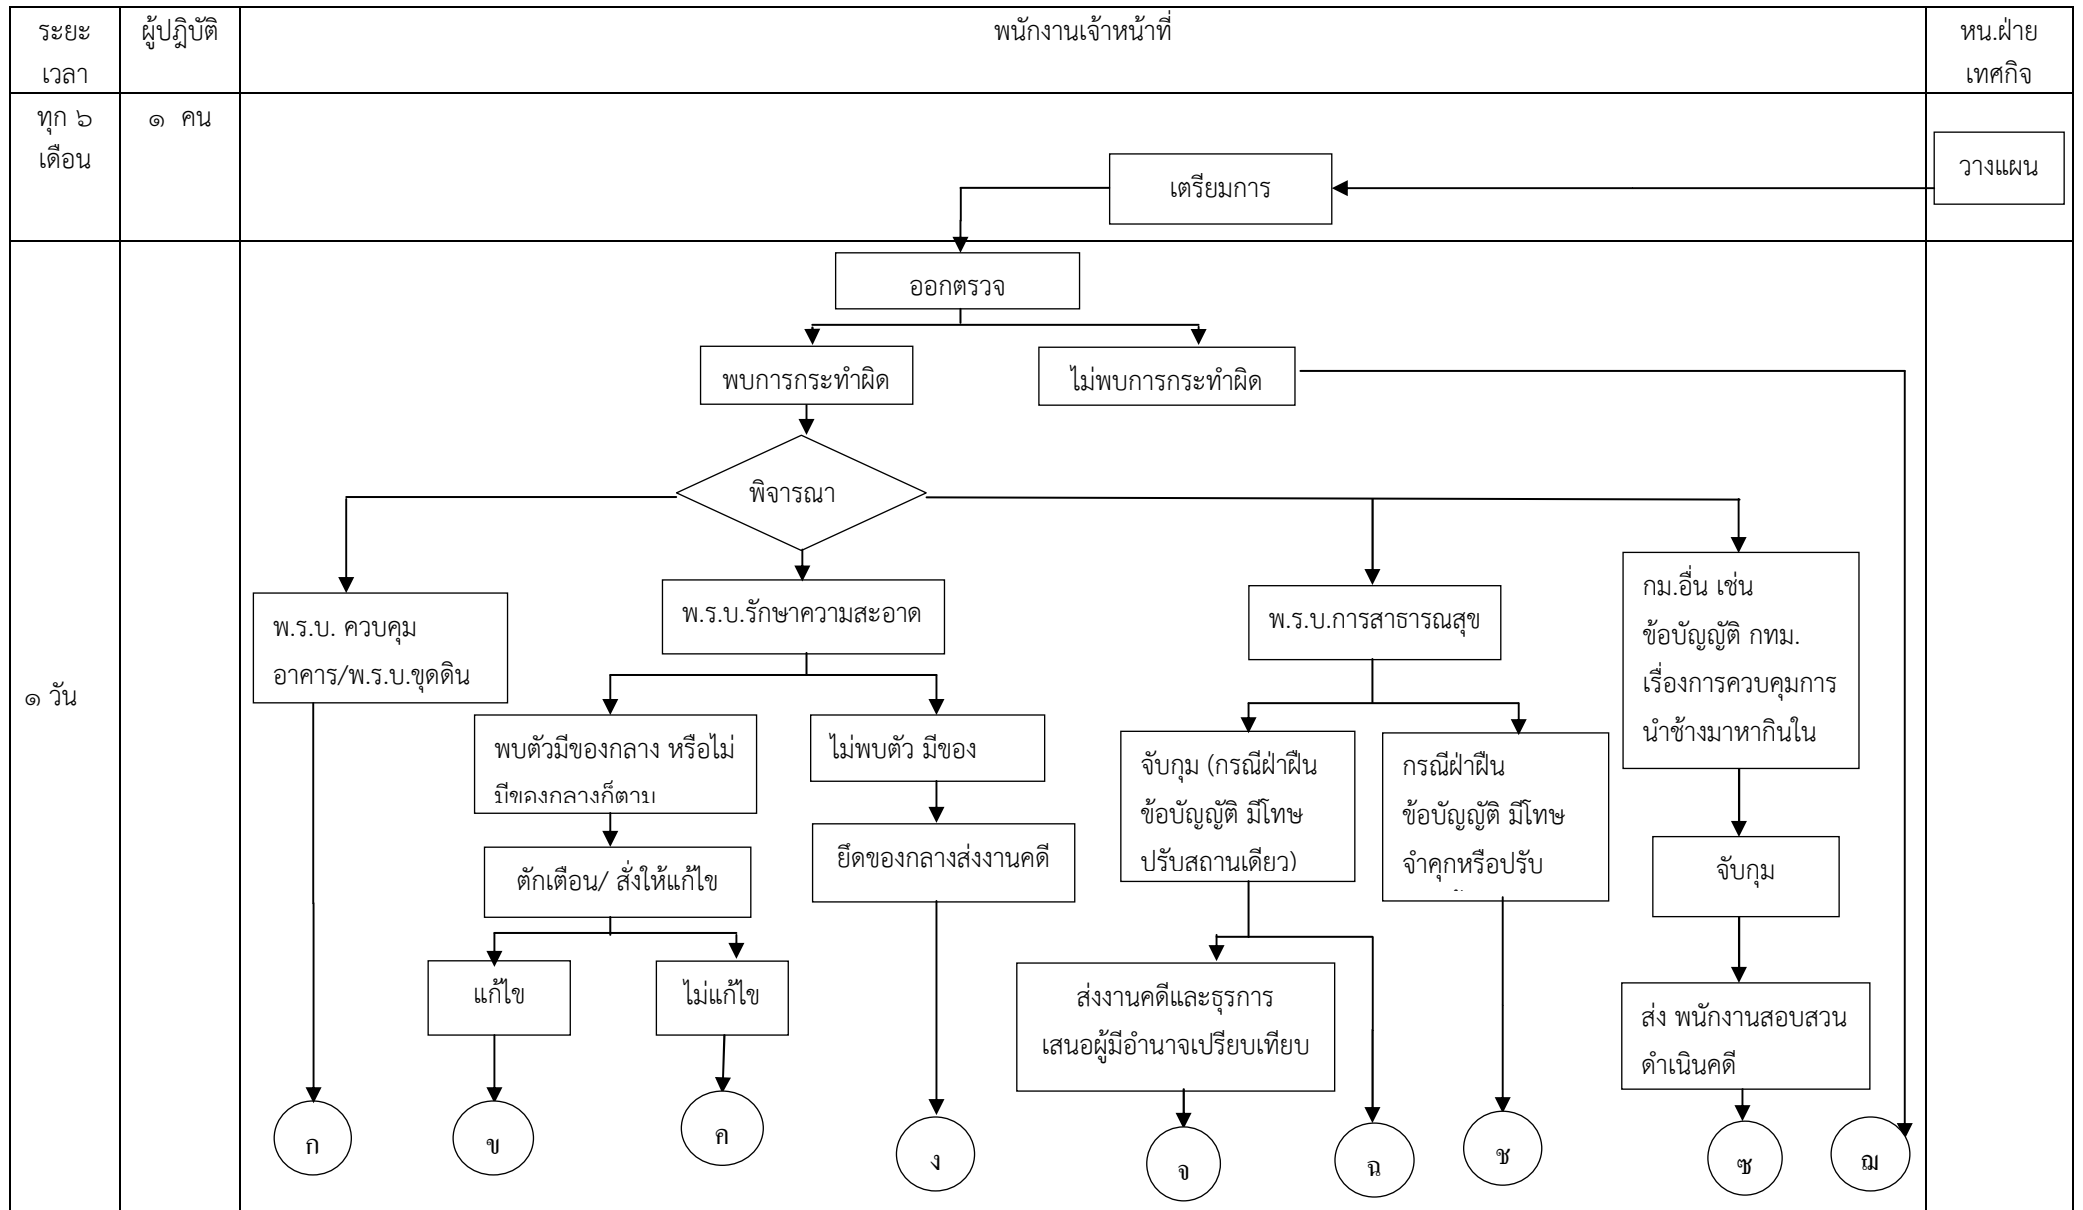 ระยะ
เวลา
ผู้ปฎิบัติ
พนักงานเจ้าหน้าที่
หน.ฝ่าย
เทศกิจ
ทุก ๖
เดือน
๑ คน
วางแผน
เตรียมการ
ออกตรวจ
พบการกระทำผิด
ไม่พบการกระทำผิด
พิจารณา
๑ วัน
พ.ร.บ. ควบคุม
อาคาร/พ.ร.บ.ขุดดิน
พ.ร.บ.รักษาความสะอาด
พ.ร.บ.การสาธารณสุข
กม.อื่น เช่น
ข้อบัญญัติ กทม.
เรื่องการควบคุมการ
นำช้างมาหากินใน
พบตัวมีของกลาง หรือไม่
มีของกลางก็ตาม
ไม่พบตัว มีของ
จับกุม (กรณีฝ่าฝืน
ข้อบัญญัติ มีโทษ
ปรับสถานเดียว)
กรณีฝ่าฝืน
ข้อบัญญัติ มีโทษ
จำคุกหรือปรับ
ตักเตือน/ สั่งให้แก้ไข
ยึดของกลางส่งงานคดี
จับกุม
แก้ไข
ไม่แก้ไข
ส่งงานคดีและธุรการ
เสนอผู้มีอำนาจเปรียบเทียบ
ส่ง พนักงานสอบสวน
ดำเนินคดี
ก
ข
ค
ง
จ
ฉ
ช
ซ
ฌ